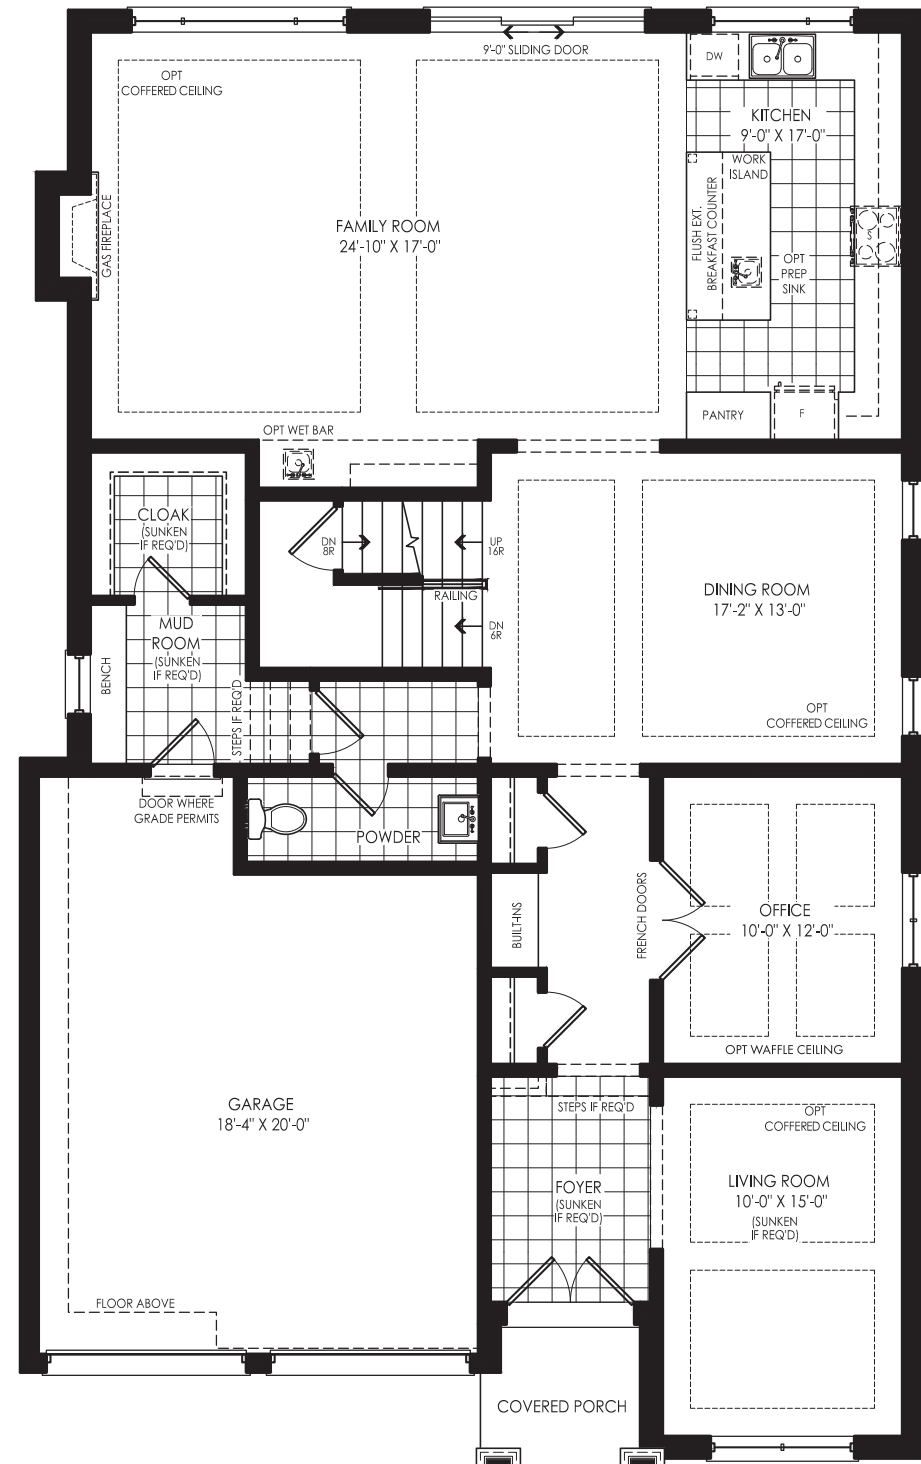 9'-0" SLIDING DOOR
OPT
COFFERED CEILING
DW
KITCHEN
9'-0" X 17'-0"
WORK
ISLAND
FLUSH EXT.
BREAKFAST COUNTER
OPT
PREP
SINK
S
GAS FIREPLACE
FAMILY ROOM
24'-10" X 17'-0"
PANTRY
F
OPT WET BAR
CLOAK
(SUNKEN
IF REQ'D)
DN
8R
UP
16R
RAILING
DN
6R
DINING ROOM
17'-2" X 13'-0"
OPT
COFFERED CEILING
MUD
ROOM
(SUNKEN
IF REQ'D)
BENCH
STEPS IF REQ'D
DOOR WHERE
GRADE PERMITS
POWDER
BUILT-INS
FRENCH DOORS
OFFICE
10'-0" X 12'-0"
OPT WAFFLE CEILING
GARAGE
18'-4" X 20'-0"
STEPS IF REQ'D
FOYER
(SUNKEN
IF REQ'D)
OPT
COFFERED CEILING
LIVING ROOM
10'-0" X 15'-0"
(SUNKEN
IF REQ'D)
FLOOR ABOVE
COVERED PORCH